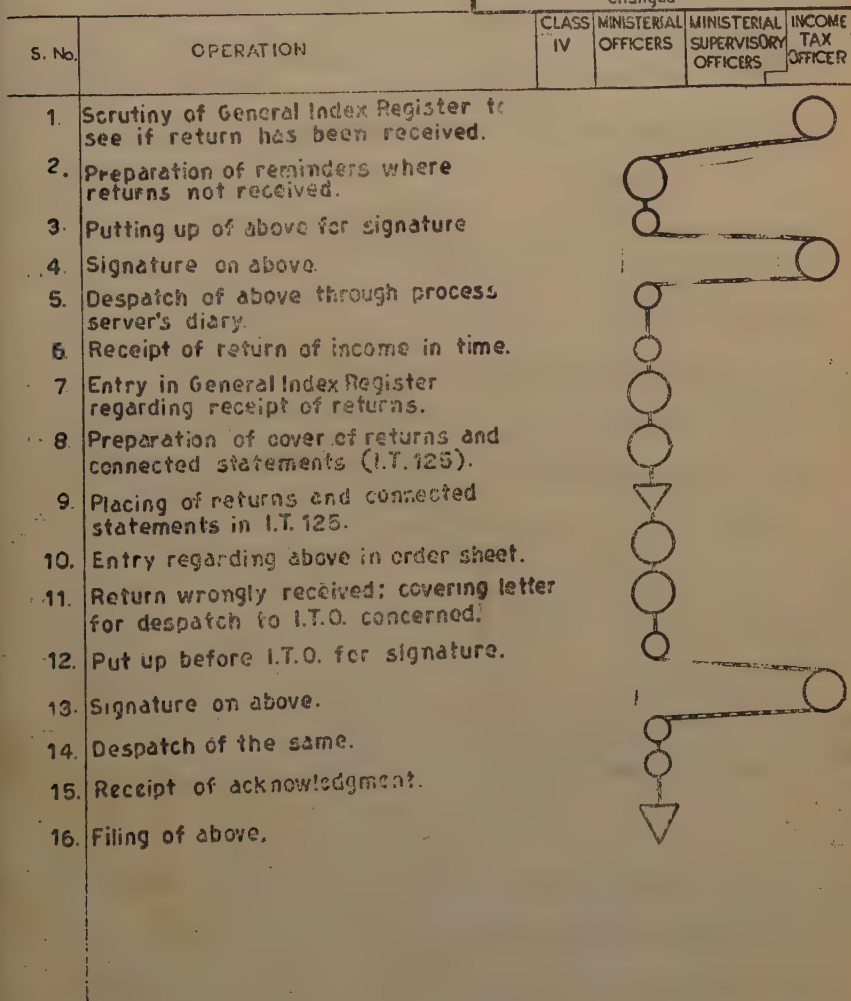 Changed
CLASS MINISTERIAL MINISTERIAL INCOME
S. No. OPERATION IV OFFICERS SUPERVISORY TAX
OFFICERS OFFICER
1. Scrutiny of General Index Register to
see if return has been received.
2. Preparation of reminders where
returns not received.
3. Putting up of above for signature
4. Signature on above.
5. Despatch of above through process
server's diary.
6. Receipt of return of income in time.
7. Entry in General Index Register
regarding receipt of returns.
8. Preparation of cover of returns and
connected statements (I.T. 125).
9. Placing of returns and connected
statements in I.T. 125.
10. Entry regarding above in order sheet.
11. Return wrongly received; covering letter
for despatch to I.T.O. concerned.
12. Put up before I.T.O. for signature.
13. Signature on above.
14. Despatch of the same.
15. Receipt of acknowledgment.
16. Filing of above.